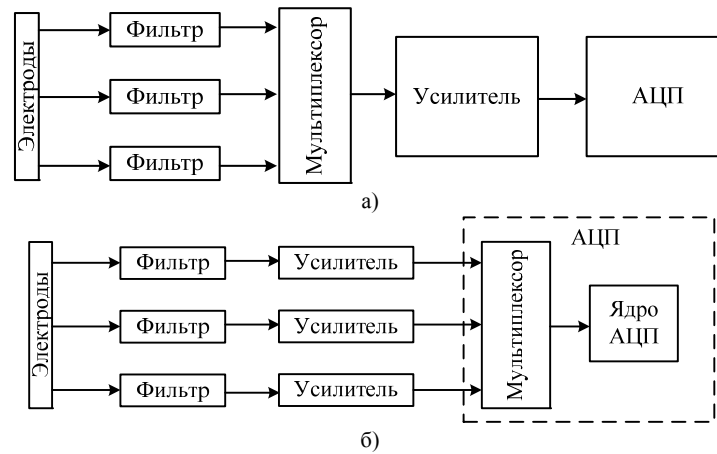 Электроды
Фильтр
Фильтр
Фильтр
Мультиплексор
Усилитель
АЦП
а)
Электроды
Фильтр
Усилитель
Фильтр
Усилитель
Фильтр
Усилитель
АЦП
Мультиплексор
Ядро
АЦП
б)